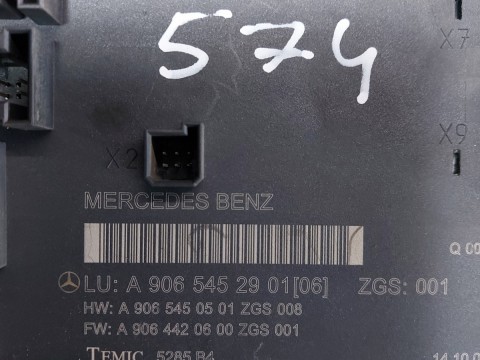 574
X7
X2
X9
MERCEDES BENZ
LU: A 906 545 29 01[06] ZGS: 001
HW: A 906 545 05 01 ZGS 008
FW: A 906 442 06 00 ZGS 001
TEMIC 5285 B4